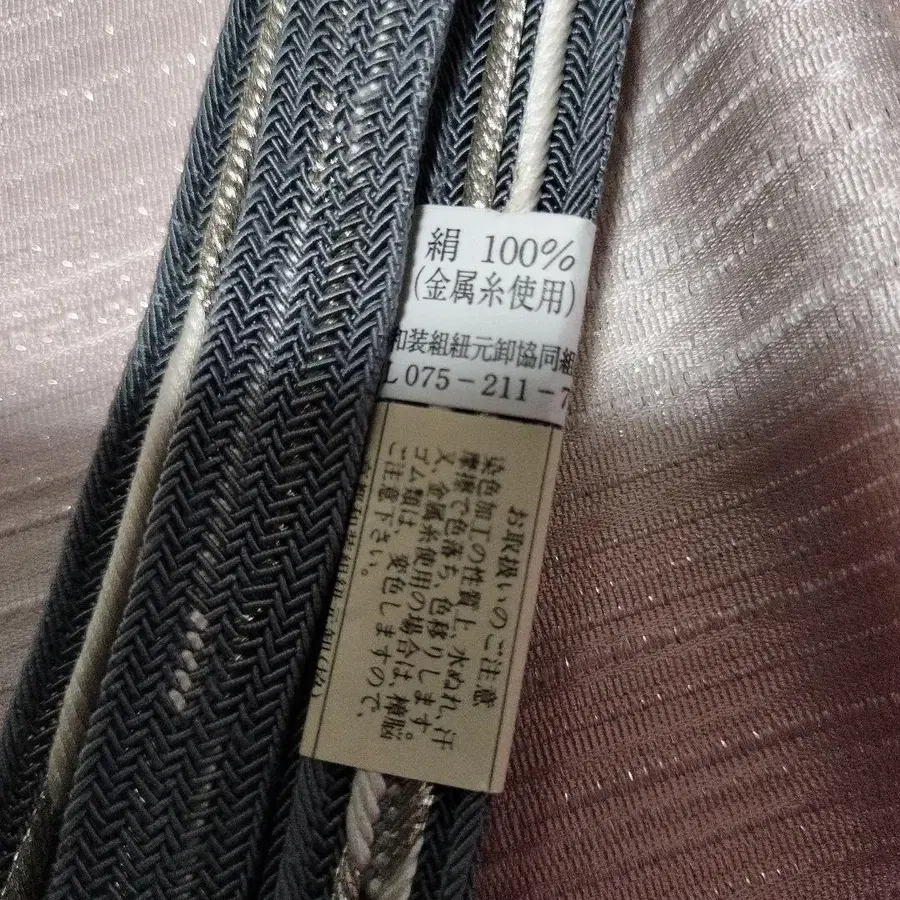 絹 100%
(金属糸使用)
和装組紐元卸協同組
L 075-211-7
お取扱いのご注意
染色加工の性質上、水ぬれ、汗
摩擦で色落ち、色移りします。
又、金属糸使用の場合は、樟脳
ゴム類は、変色しますので、
ご注意下さい。